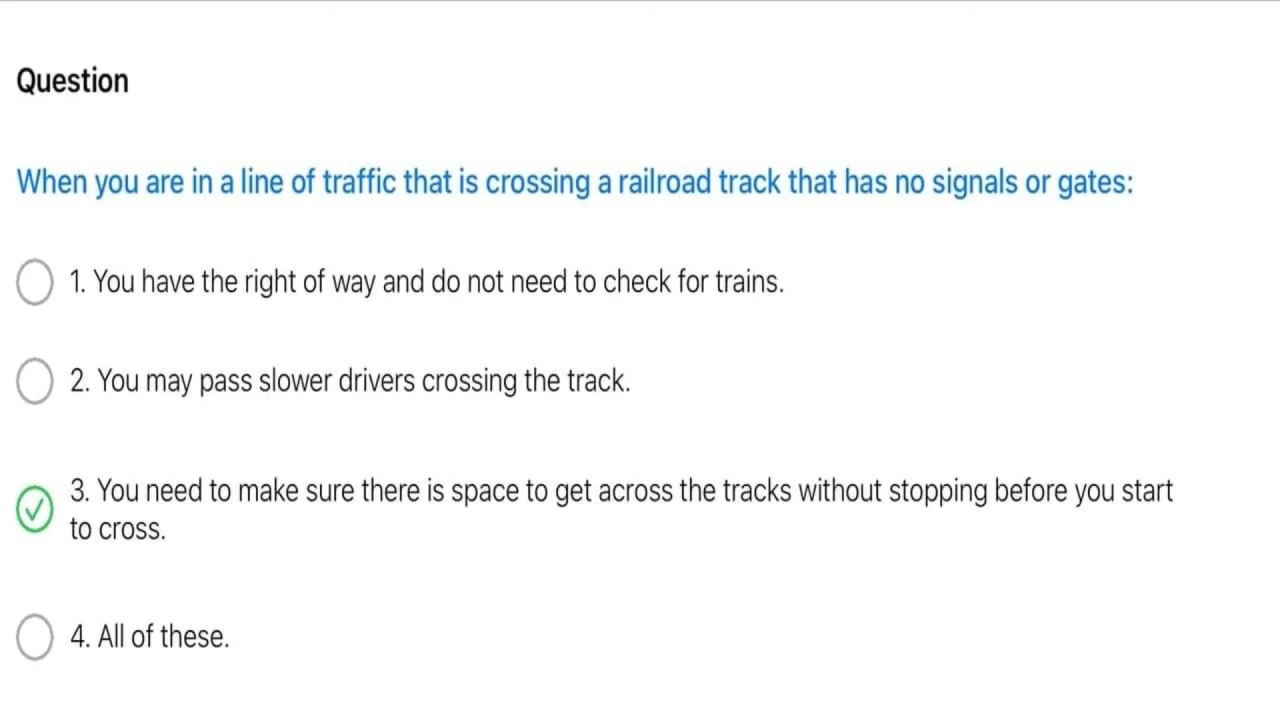 Question
When you are in a line of traffic that is crossing a railroad track that has no signals or gates:
1. You have the right of way and do not need to check for trains.
2. You may pass slower drivers crossing the track.
3. You need to make sure there is space to get across the tracks without stopping before you start
to cross.
4. All of these.